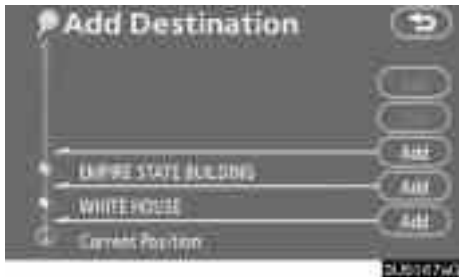 Add Destination
Add
EMPIRE STATE BUILDING
Add
WHITE HOUSE
Add
Current Position